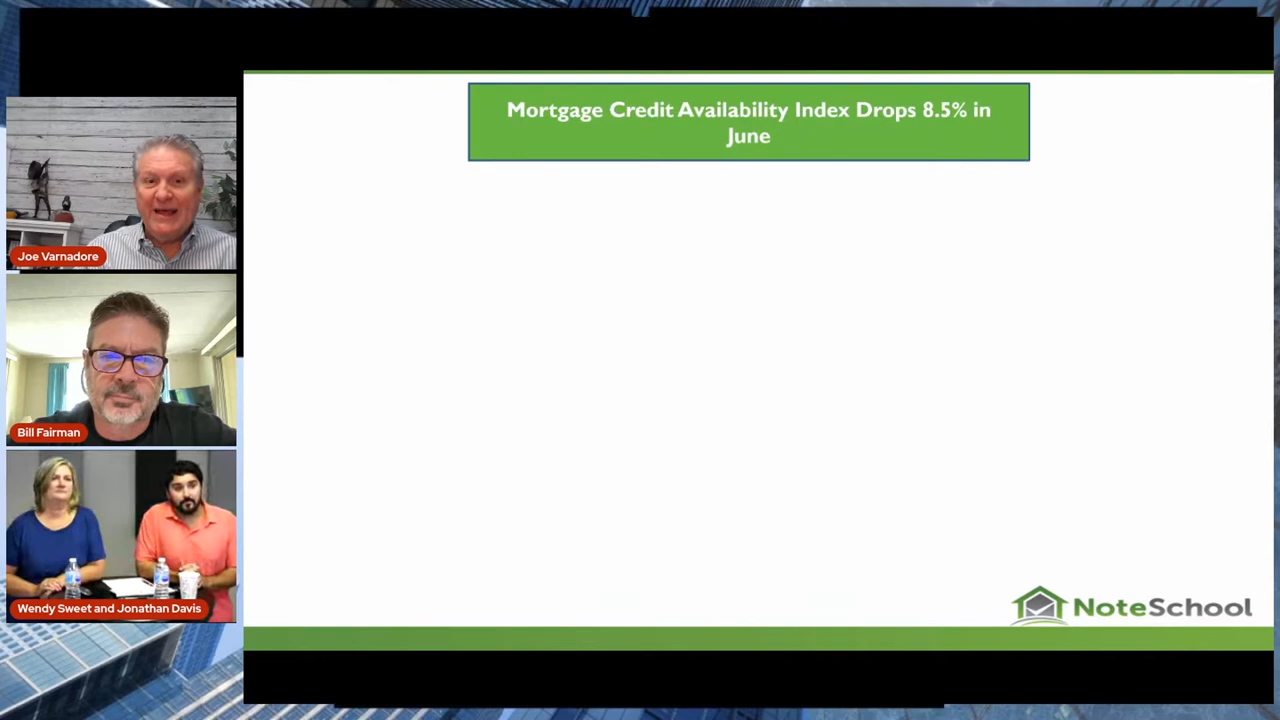 Mortgage Credit Availability Index Drops 8.5% in
June
Joe Varnadore
Bill Fairman
Wendy Sweet and Jonathan Davis
NoteSchool